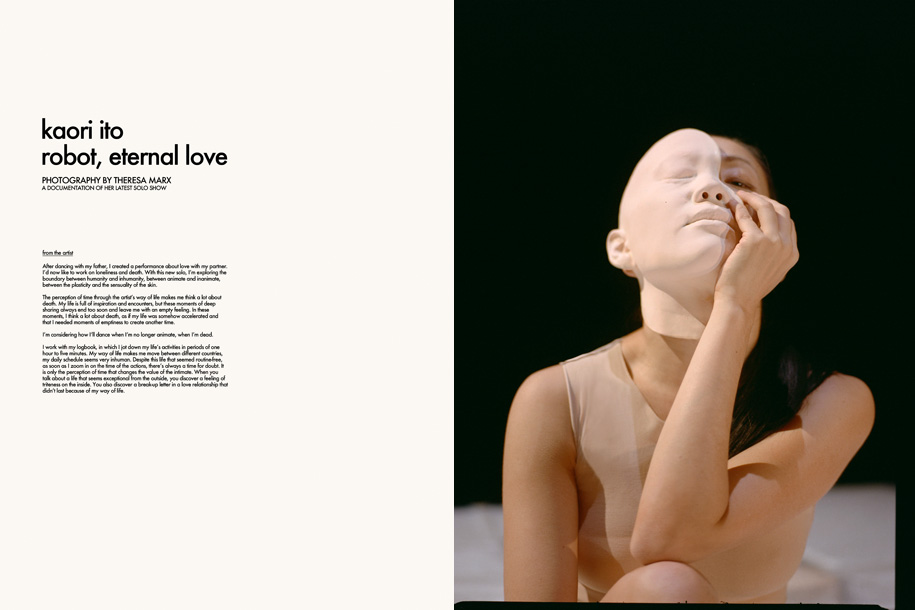 kaori ito
robot, eternal love
PHOTOGRAPHY BY THERESA MARX
A DOCUMENTATION OF HER LATEST SOLO SHOW
from the artist
After dancing with my father, I created a performance about love with my partner.
I'd now like to work on loneliness and death. With this new solo, I'm exploring the
boundary between humanity and inhumanity, between animate and inanimate,
between the plasticity and the sensuality of the skin.
The perception of time through the artist's way of life makes me think a lot about
death. My life is full of inspiration and encounters, but these moments of deep
sharing always end too soon and leave me with an empty feeling. In these
moments, I think a lot about death, as if my life was somehow accelerated and
that I needed moments of emptiness to create another time.
I'm considering how I'll dance when I'm no longer animate, when I'm dead.
I work with my logbook, in which I jot down my life's activities in periods of one
hour to five minutes. My way of life makes me move between different countries,
my daily schedule seems very inhuman. Despite this life that seemed routine-free,
as soon as I zoom in on the time of the actions, there's always a time for doubt. It
is only the perception of time that changes the value of the intimate. When you
talk about a life that seems exceptional from the outside, you discover a feeling of
triteness on the inside. You also discover a break-up letter in a love relationship that
didn't last because of my way of life.